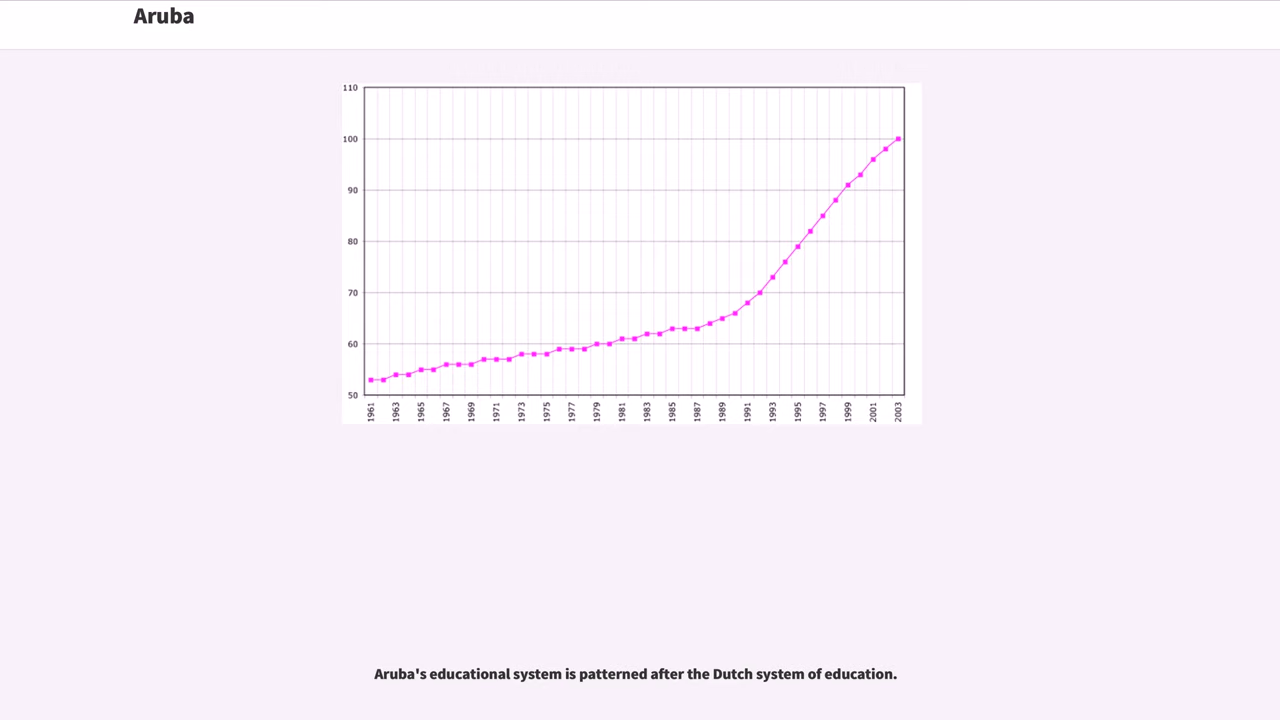 Aruba
110
100
90
80
70
60
50
1961 1963 1965 1967 1969 1971 1973 1975 1977 1979 1981 1983 1985 1987 1989 1991 1993 1995 1997 1999 2001 2003
Aruba's educational system is patterned after the Dutch system of education.